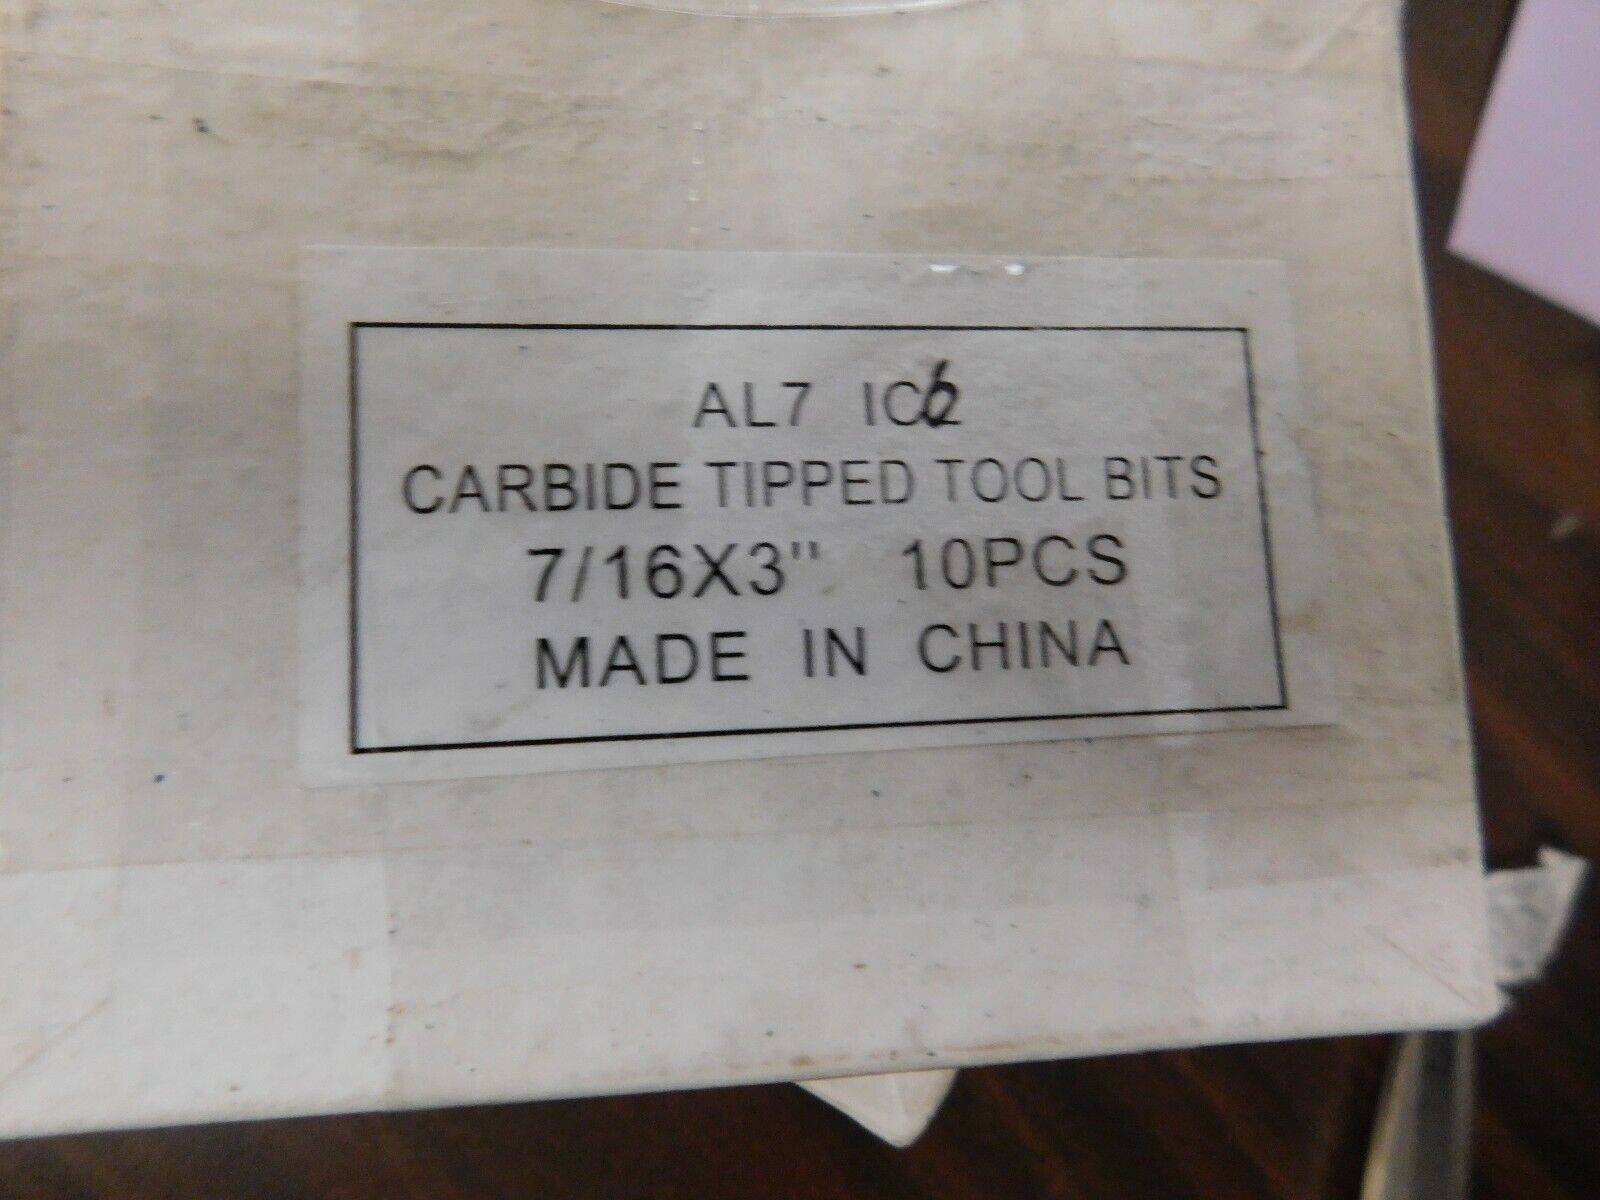 AL7 IC6
CARBIDE TIPPED TOOL BITS
7/16X3" 10PCS
MADE IN CHINA